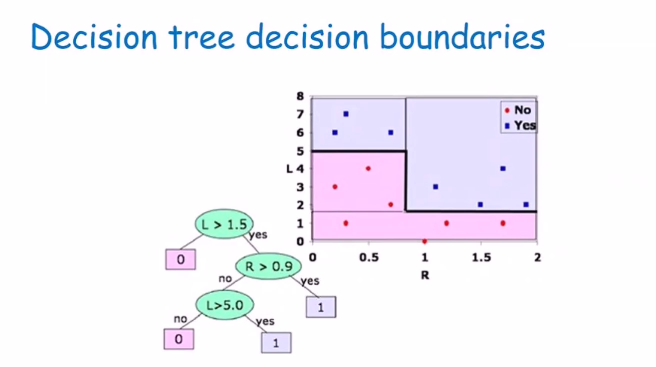 Decision tree decision boundaries
8
7
6
5
L 4
3
2
1
0
No
Yes
0 0.5 1 1.5 2
R
L > 1.5
yes
0
R > 0.9
no
yes
L>5.0
1
no
yes
0
1